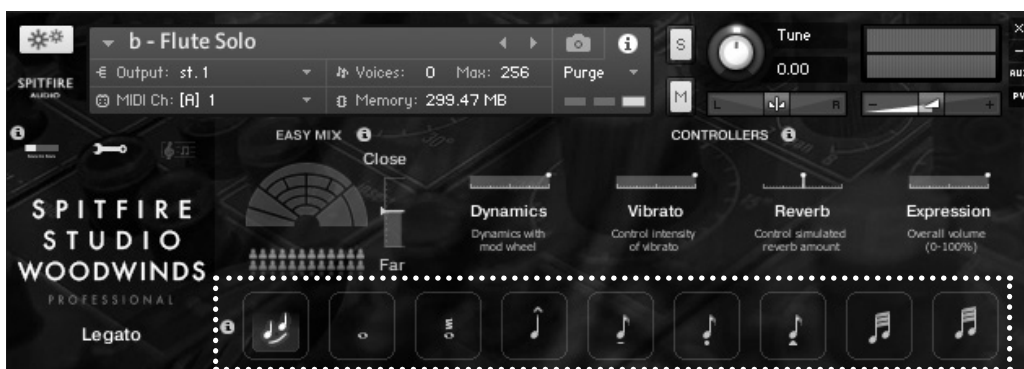 b - Flute Solo
Output: st. 1
Voices: 0 Max: 256
Purge
MIDI Ch: [A] 1
Memory: 299.47 MB
S
M
Tune
0.00
L
R
-
+
×
-
AUX
PV
SPITFIRE
AUDIO
EASY MIX
Close
Far
CONTROLLERS
Dynamics
Dynamics with
mod wheel
Vibrato
Control intensity
of vibrato
Reverb
Control simulated
reverb amount
Expression
Overall volume
(0-100%)
SPITFIRE
STUDIO
WOODWINDS
PROFESSIONAL
Legato